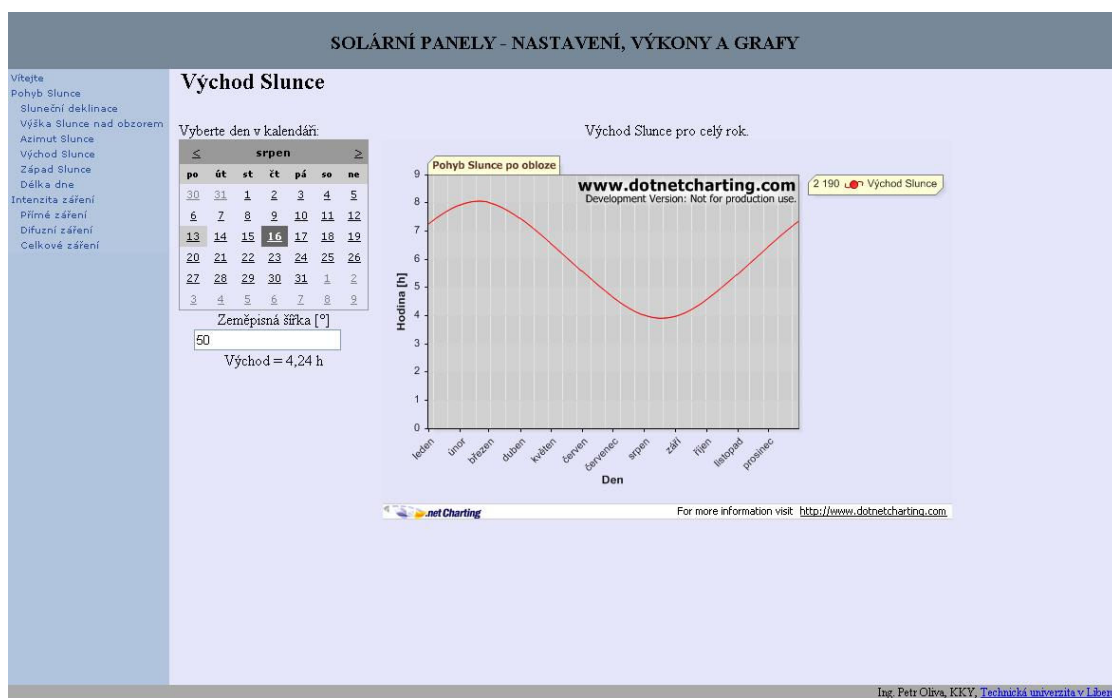 SOLÁRNÍ PANELY - NASTAVENÍ, VÝKONY A GRAFY
Vítejte
Pohyb Slunce
Sluneční deklinace
Výška Slunce nad obzorem
Azimut Slunce
Východ Slunce
Západ Slunce
Délka dne
Intenzita záření
Přímé záření
Difuzní záření
Celkové záření
Východ Slunce
Vyberte den v kalendáři:
< srpen >
po út st čt pá so ne
30 31 1 2 3 4 5
6 7 8 9 10 11 12
13 14 15 16 17 18 19
20 21 22 23 24 25 26
27 28 29 30 31 1 2
3 4 5 6 7 8 9
Zeměpisná šířka [°]
50
Východ = 4,24 h
Východ Slunce pro celý rok.
Pohyb Slunce po obloze
www.dotnetcharting.com
Development Version: Not for production use.
2 190 Východ Slunce
9
8
7
6
5
4
3
2
1
0
Hodina [h]
leden únor březen duben květen červen červenec srpen září říjen listopad prosinec
Den
.net Charting
For more information visit http://www.dotnetcharting.com
Ing. Petr Oliva, KKY, Technická univerzita v Liber